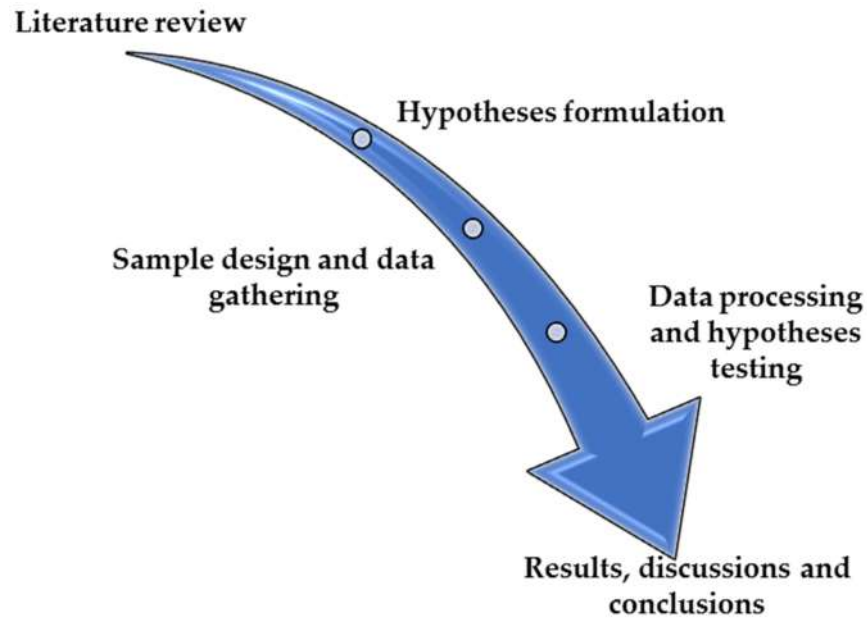 Literature review
Hypotheses formulation
Sample design and data
gathering
Data processing
and hypotheses
testing
Results, discussions and
conclusions